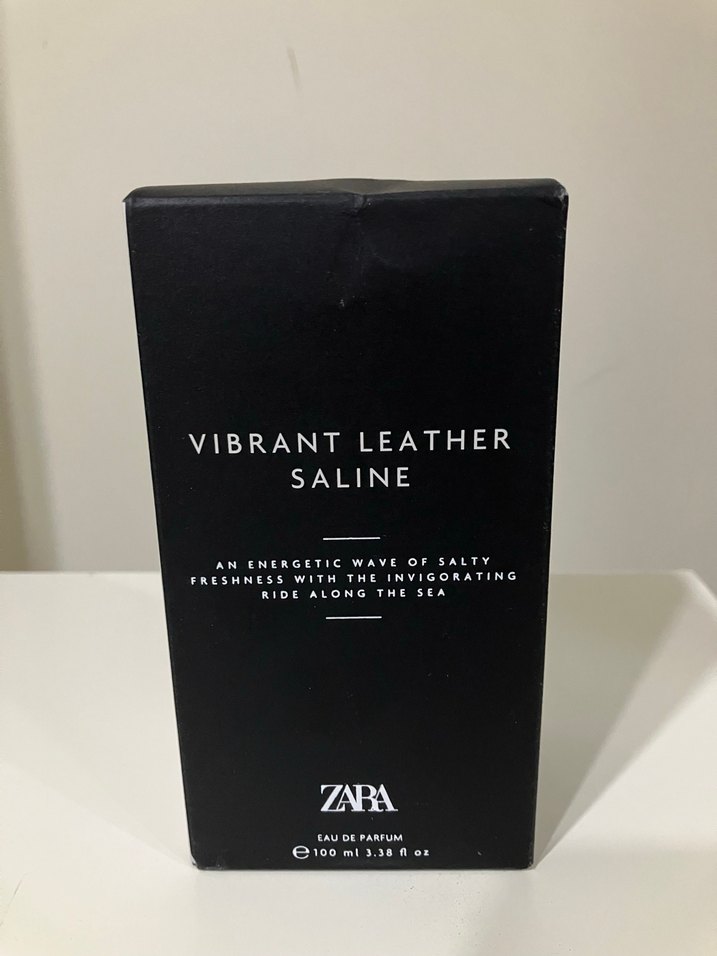 VIBRANT LEATHER
SALINE
AN ENERGETIC WAVE OF SALTY
FRESHNESS WITH THE INVIGORATING
RIDE ALONG THE SEA
ZARA
EAU DE PARFUM
℮100 ml 3.38 fl oz